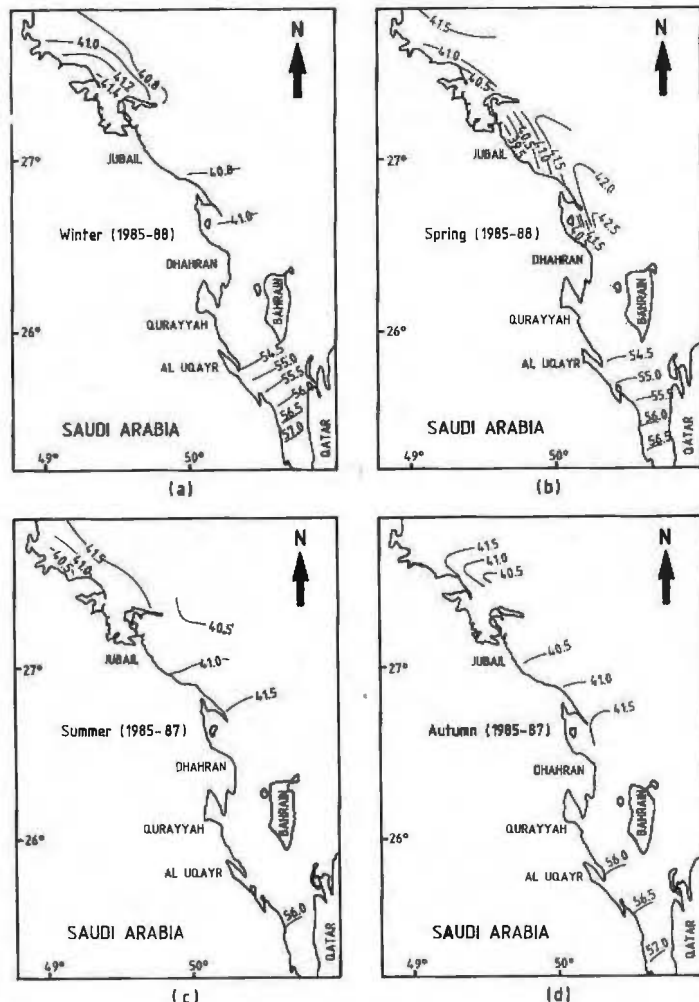 N
41.0
40.8
41.2
41.4
27°
JUBAIL
40.8
41.0
Winter (1985-88)
DHAHRAN
BAHRAIN
26°
QURAYYAH
54.5
AL UQAYR
55.0
55.5
56.5
57.0
SAUDI ARABIA
QATAR
49°
50°
(a)
41.5
N
41.0
40.5
27°
JUBAIL
39.5
40.5
41.0
41.5
42.0
42.5
41.5
Spring (1985-88)
DHAHRAN
BAHRAIN
26°
QURAYYAH
54.5
AL UQAYR
55.0
55.5
56.0
56.5
SAUDI ARABIA
QATAR
49°
50°
(b)
N
41.5
41.0
40.5
40.5
JUBAIL
27°
41.0
41.5
Summer (1985-87)
DHAHRAN
BAHRAIN
QURAYYAH
26°
AL UQAYR
56.0
SAUDI ARABIA
QATAR
49°
50°
(c)
N
41.5
41.0
40.5
JUBAIL
27°
40.5
41.0
41.5
Autumn (1985-87)
DHAHRAN
BAHRAIN
QURAYYAH
26°
AL UQAYR
56.0
56.5
57.0
SAUDI ARABIA
QATAR
49°
50°
(d)